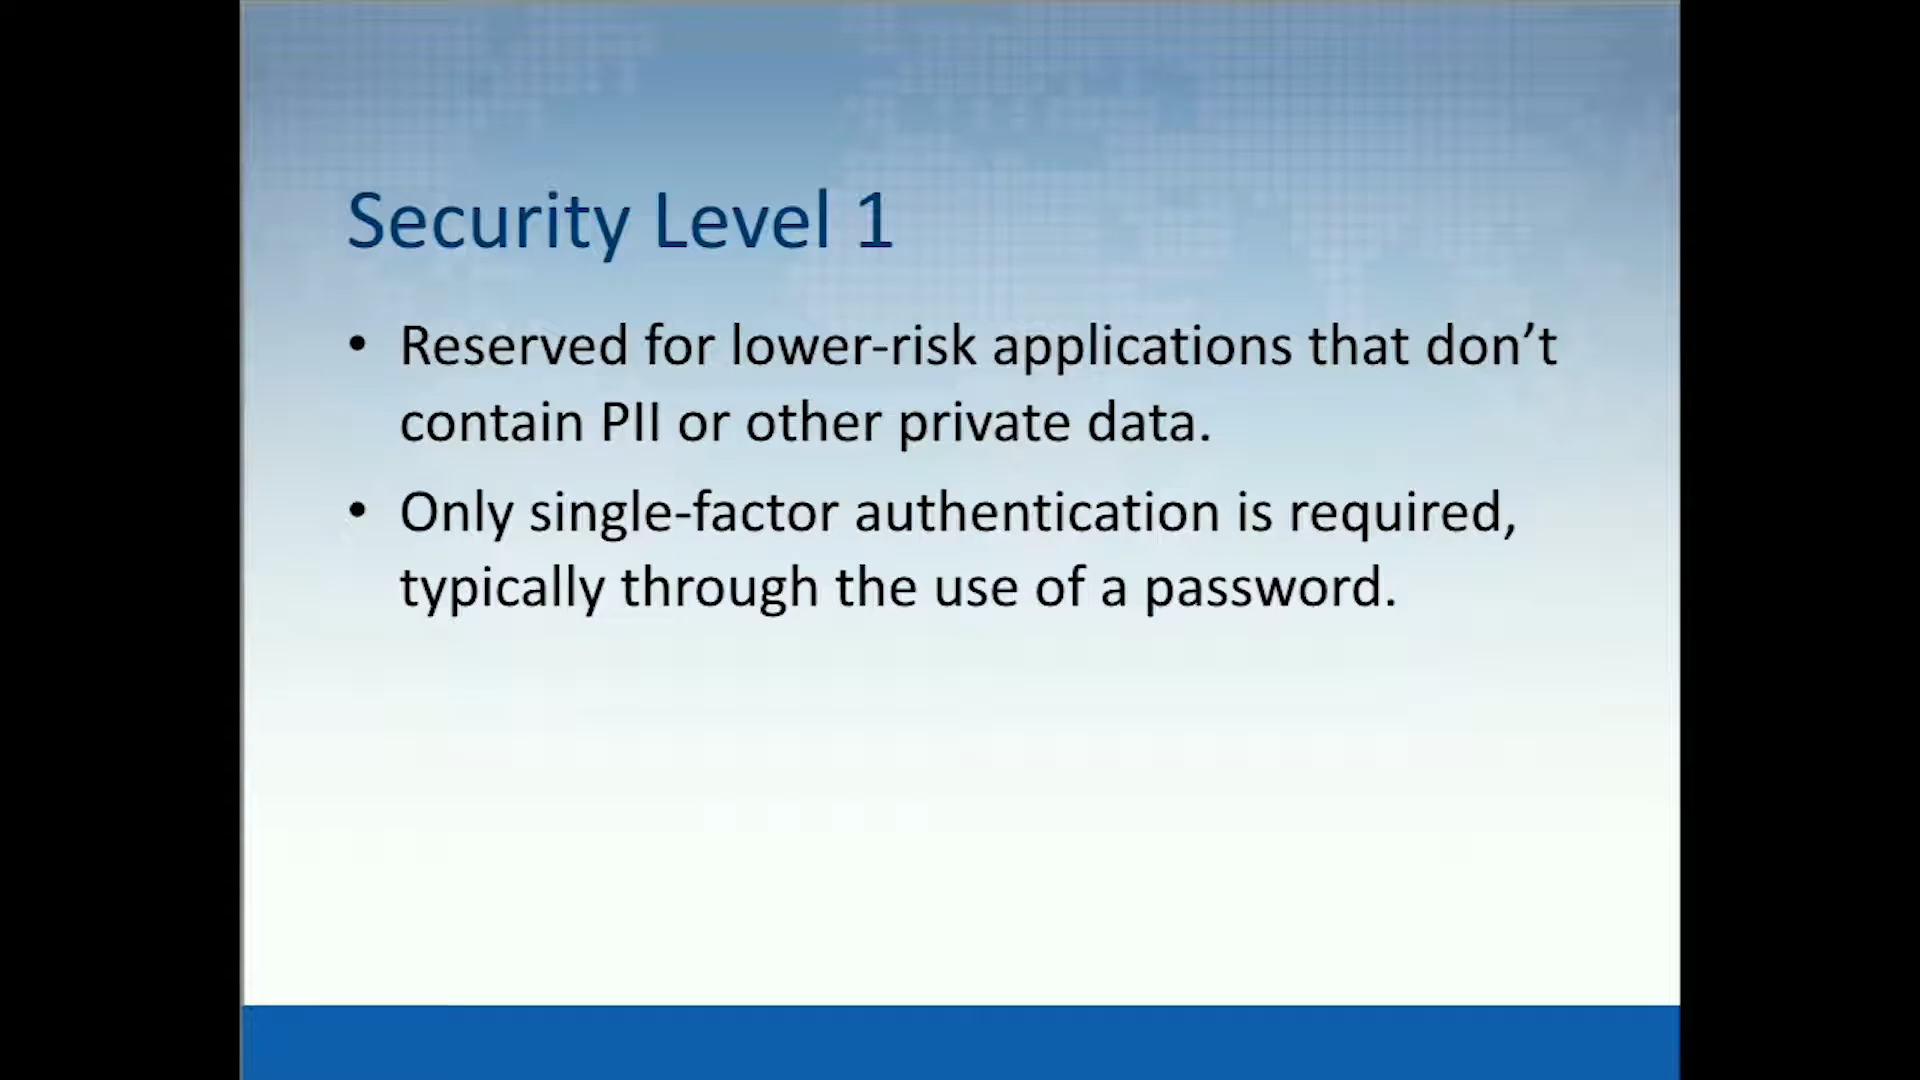 Security Level 1
• Reserved for lower-risk applications that don’t
contain PII or other private data.
• Only single-factor authentication is required,
typically through the use of a password.